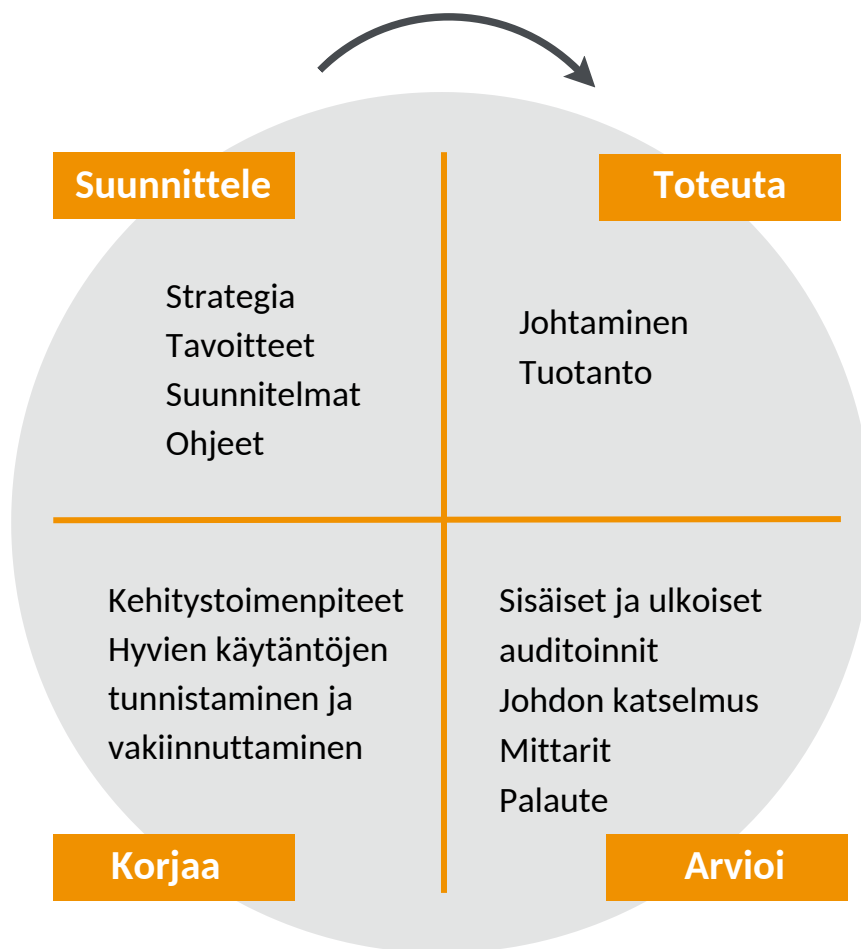 Suunnittele
Strategia
Tavoitteet
Suunnitelmat
Ohjeet
Toteuta
Johtaminen
Tuotanto
Kehitystoimenpiteet
Hyvien käytäntöjen
tunnistaminen ja
vakiinnuttaminen
Korjaa
Sisäiset ja ulkoiset
auditoinnit
Johdon katselmus
Mittarit
Palaute
Arvioi